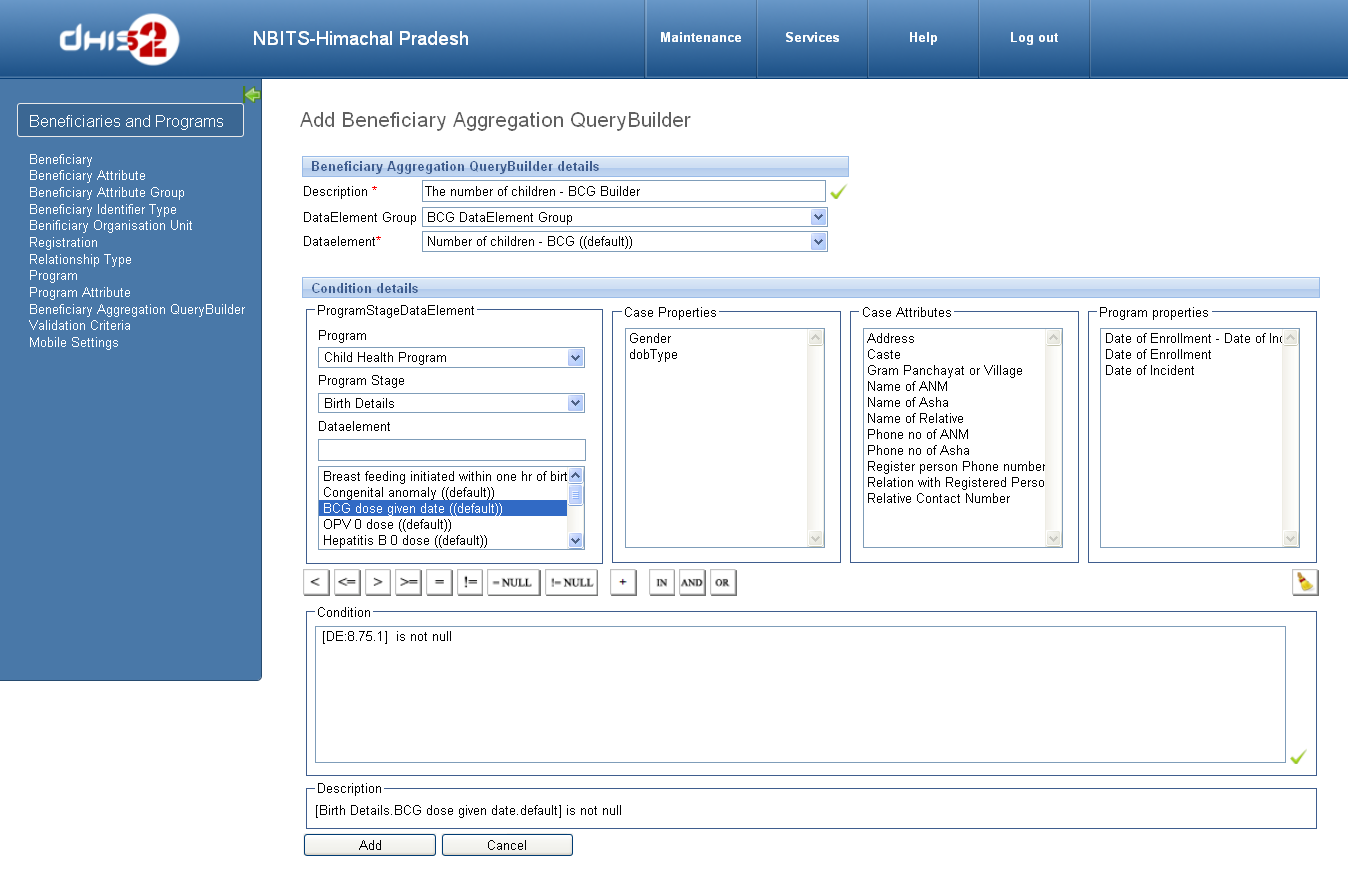 dHIS2
NBITS-Himachal Pradesh
Maintenance
Services
Help
Log out
Beneficiaries and Programs
Beneficiary
Beneficiary Attribute
Beneficiary Attribute Group
Beneficiary Identifier Type
Benificiary Organisation Unit
Registration
Relationship Type
Program
Program Attribute
Beneficiary Aggregation QueryBuilder
Validation Criteria
Mobile Settings
Add Beneficiary Aggregation QueryBuilder
Beneficiary Aggregation QueryBuilder details
Description * The number of children - BCG Builder
DataElement Group BCG DataElement Group
Dataelement* Number of children - BCG ((default))
Condition details
ProgramStageDataElement
Program
Child Health Program
Program Stage
Birth Details
Dataelement
Breast feeding initiated within one hr of birt
Congenital anomaly ((default))
BCG dose given date ((default))
OPV 0 dose ((default))
Hepatitis B 0 dose ((default))
Case Properties
Gender
dobType
Case Attributes
Address
Caste
Gram Panchayat or Village
Name of ANM
Name of Asha
Name of Relative
Phone no of ANM
Phone no of Asha
Register person Phone number
Relation with Registered Perso
Relative Contact Number
Program properties
Date of Enrollment - Date of Inc
Date of Enrollment
Date of Incident
< <= > >= = != = NULL != NULL + IN AND OR
Condition
[DE:8.75.1]  is not null
Description
[Birth Details.BCG dose given date.default] is not null
Add Cancel